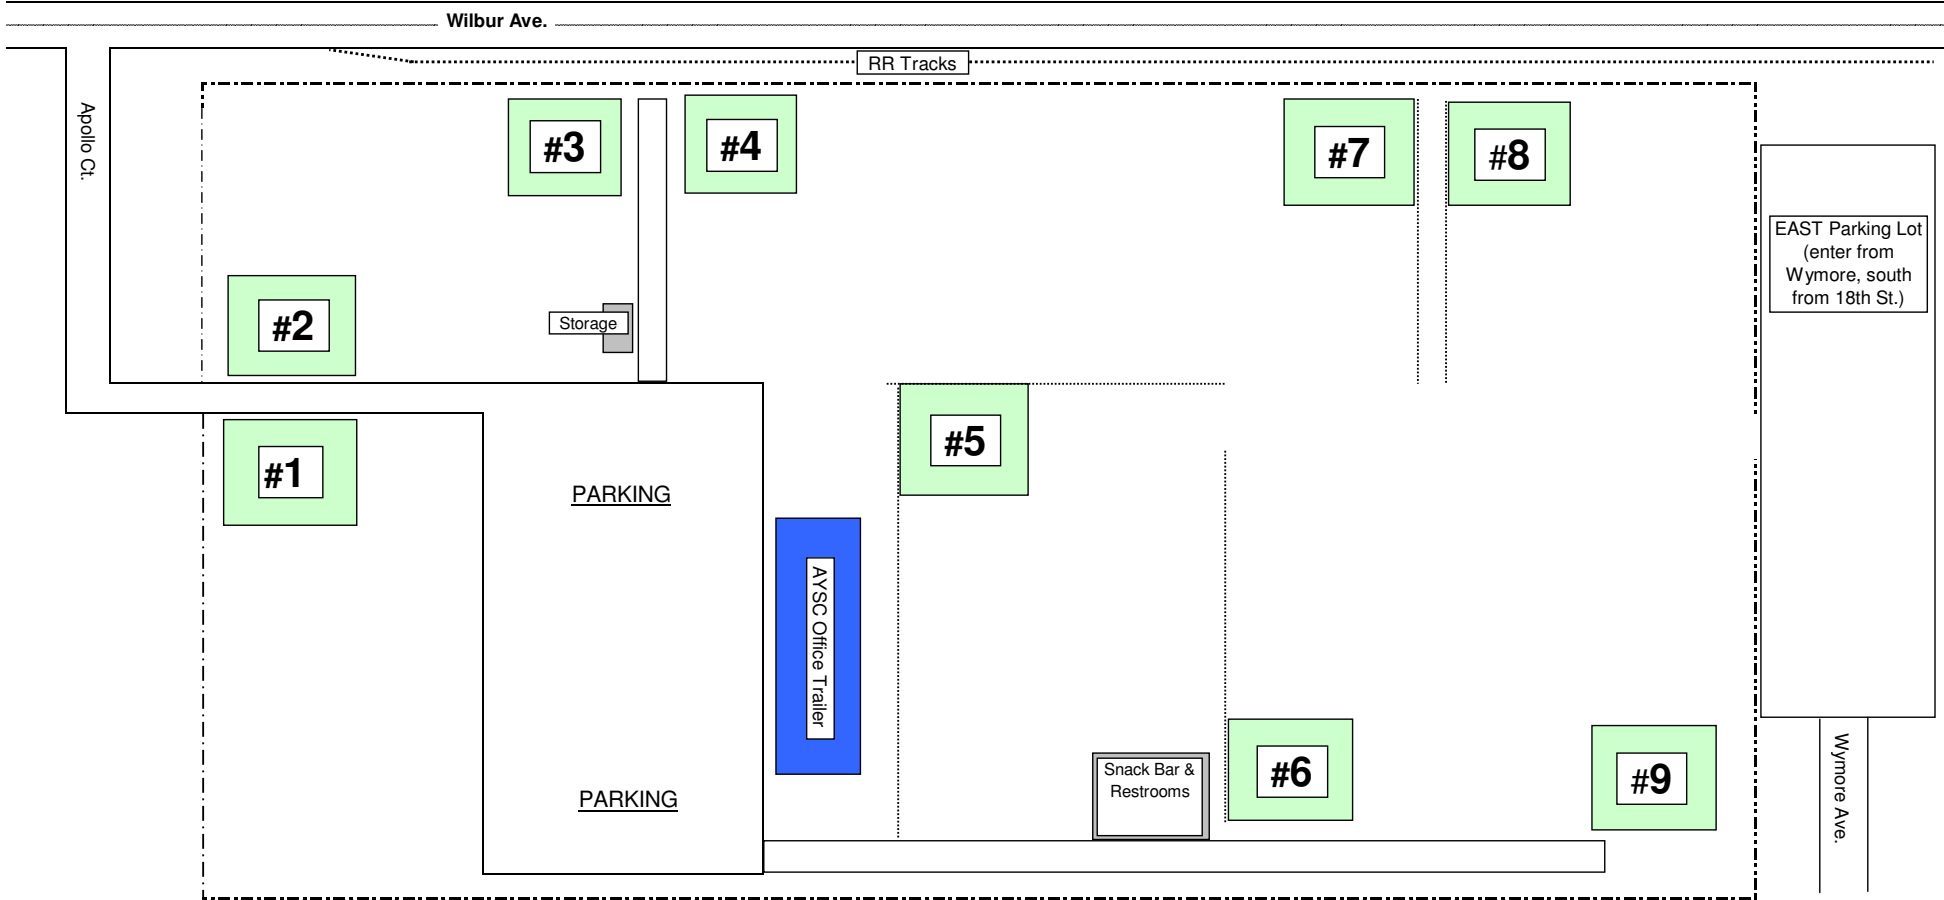 Wilbur Ave.
RR Tracks
Apollo Ct.
#3
#4
#7
#8
EAST Parking Lot
(enter from
Wymore, south
from 18th St.)
#2
Storage
#5
#1
PARKING
AYSC Office Trailer
Snack Bar &
Restrooms
#6
#9
PARKING
Wymore Ave.